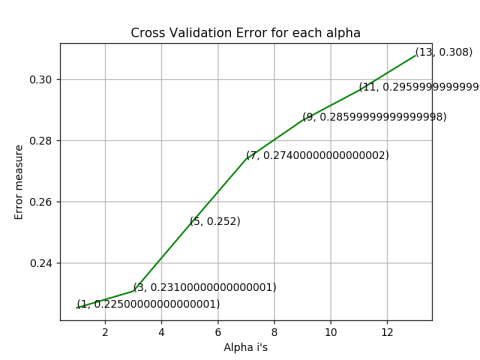 Cross Validation Error for each alpha
(13, 0.308)
0.30
(11, 0.2959999999999
(9, 0.28599999999999998)
0.28
(7, 0.27400000000000002)
0.26
(5, 0.252)
0.24
(3, 0.23100000000000001)
(1, 0.22500000000000001)
Error measure
2 4 6 8 10 12
Alpha i's